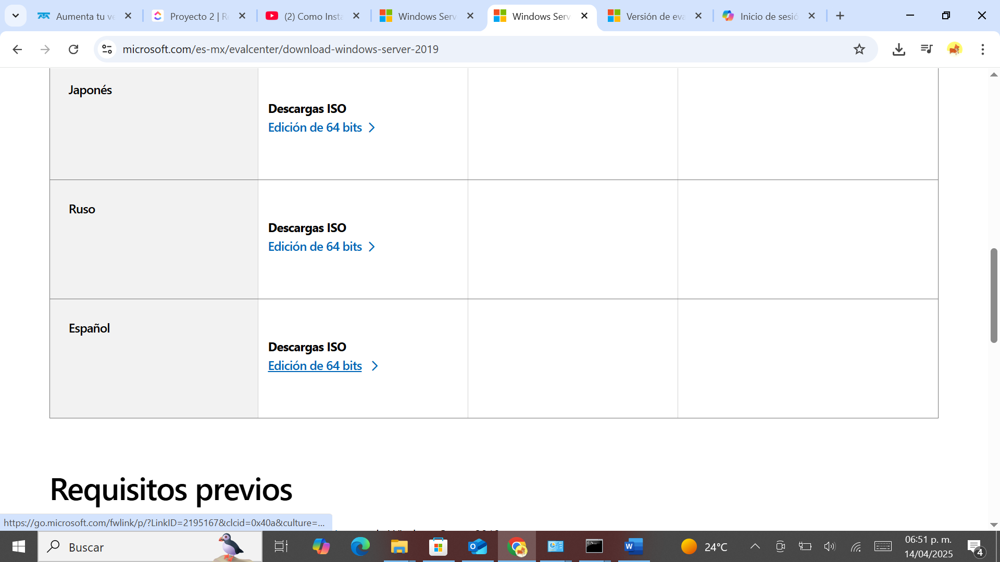 Aumenta tu ve
Proyecto 2 | Re
(2) Como Insta
Windows Serv
Windows Serv
Versión de eva
Inicio de sesió
microsoft.com/es-mx/evalcenter/download-windows-server-2019
Japonés
Descargas ISO
Edición de 64 bits
Ruso
Descargas ISO
Edición de 64 bits
Español
Descargas ISO
Edición de 64 bits
Requisitos previos
https://go.microsoft.com/fwlink/p/?LinkID=2195167&clcid=0x40a&culture=...
Buscar
24°C
06:51 p. m.
14/04/2025
4